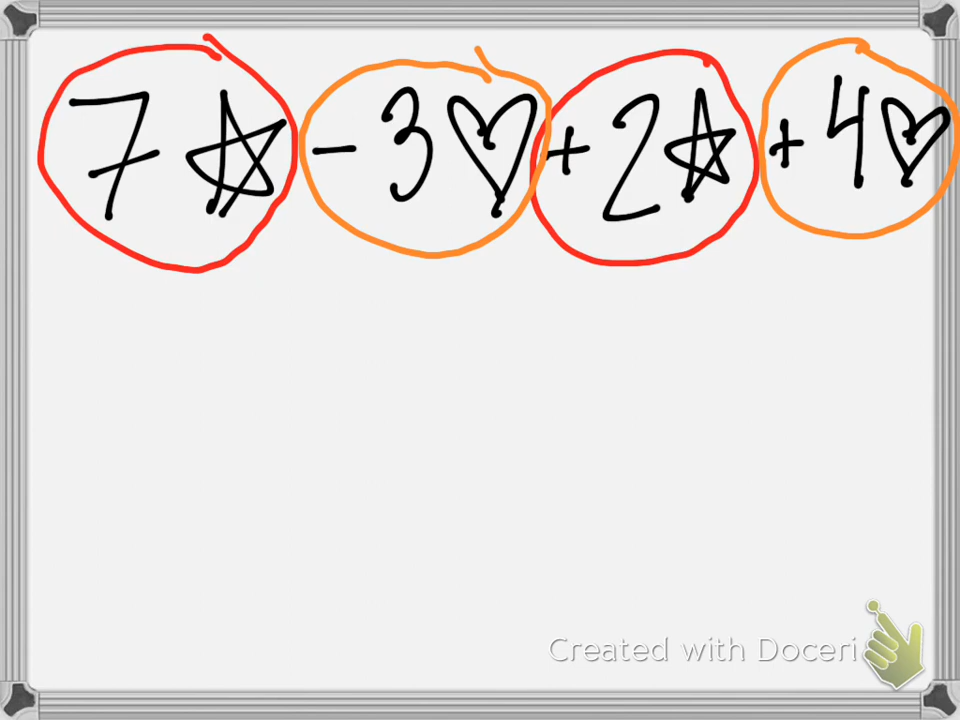 7☆ - 3♡ + 2☆ + 4♡
Created with Doceri